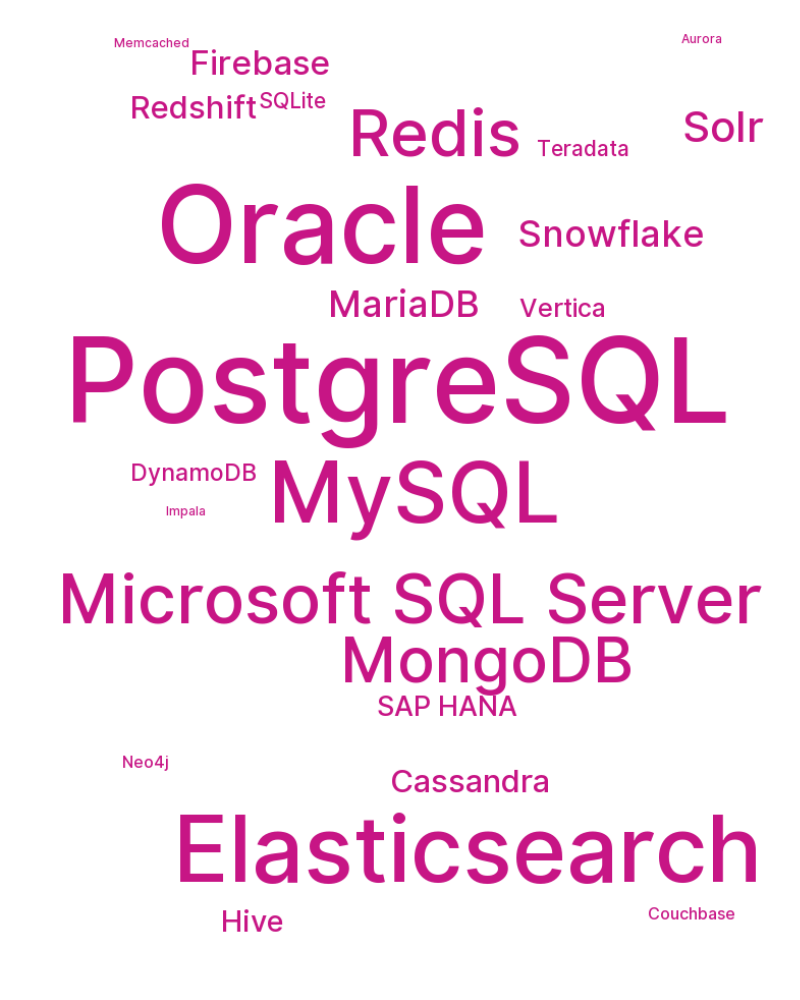 Aurora
Memcached
Firebase
SQLite
Redshift
Solr
Redis
Teradata
Oracle
Snowflake
MariaDB
Vertica
PostgreSQL
DynamoDB
MySQL
Impala
Microsoft SQL Server
MongoDB
SAP HANA
Neo4j
Cassandra
Elasticsearch
Couchbase
Hive